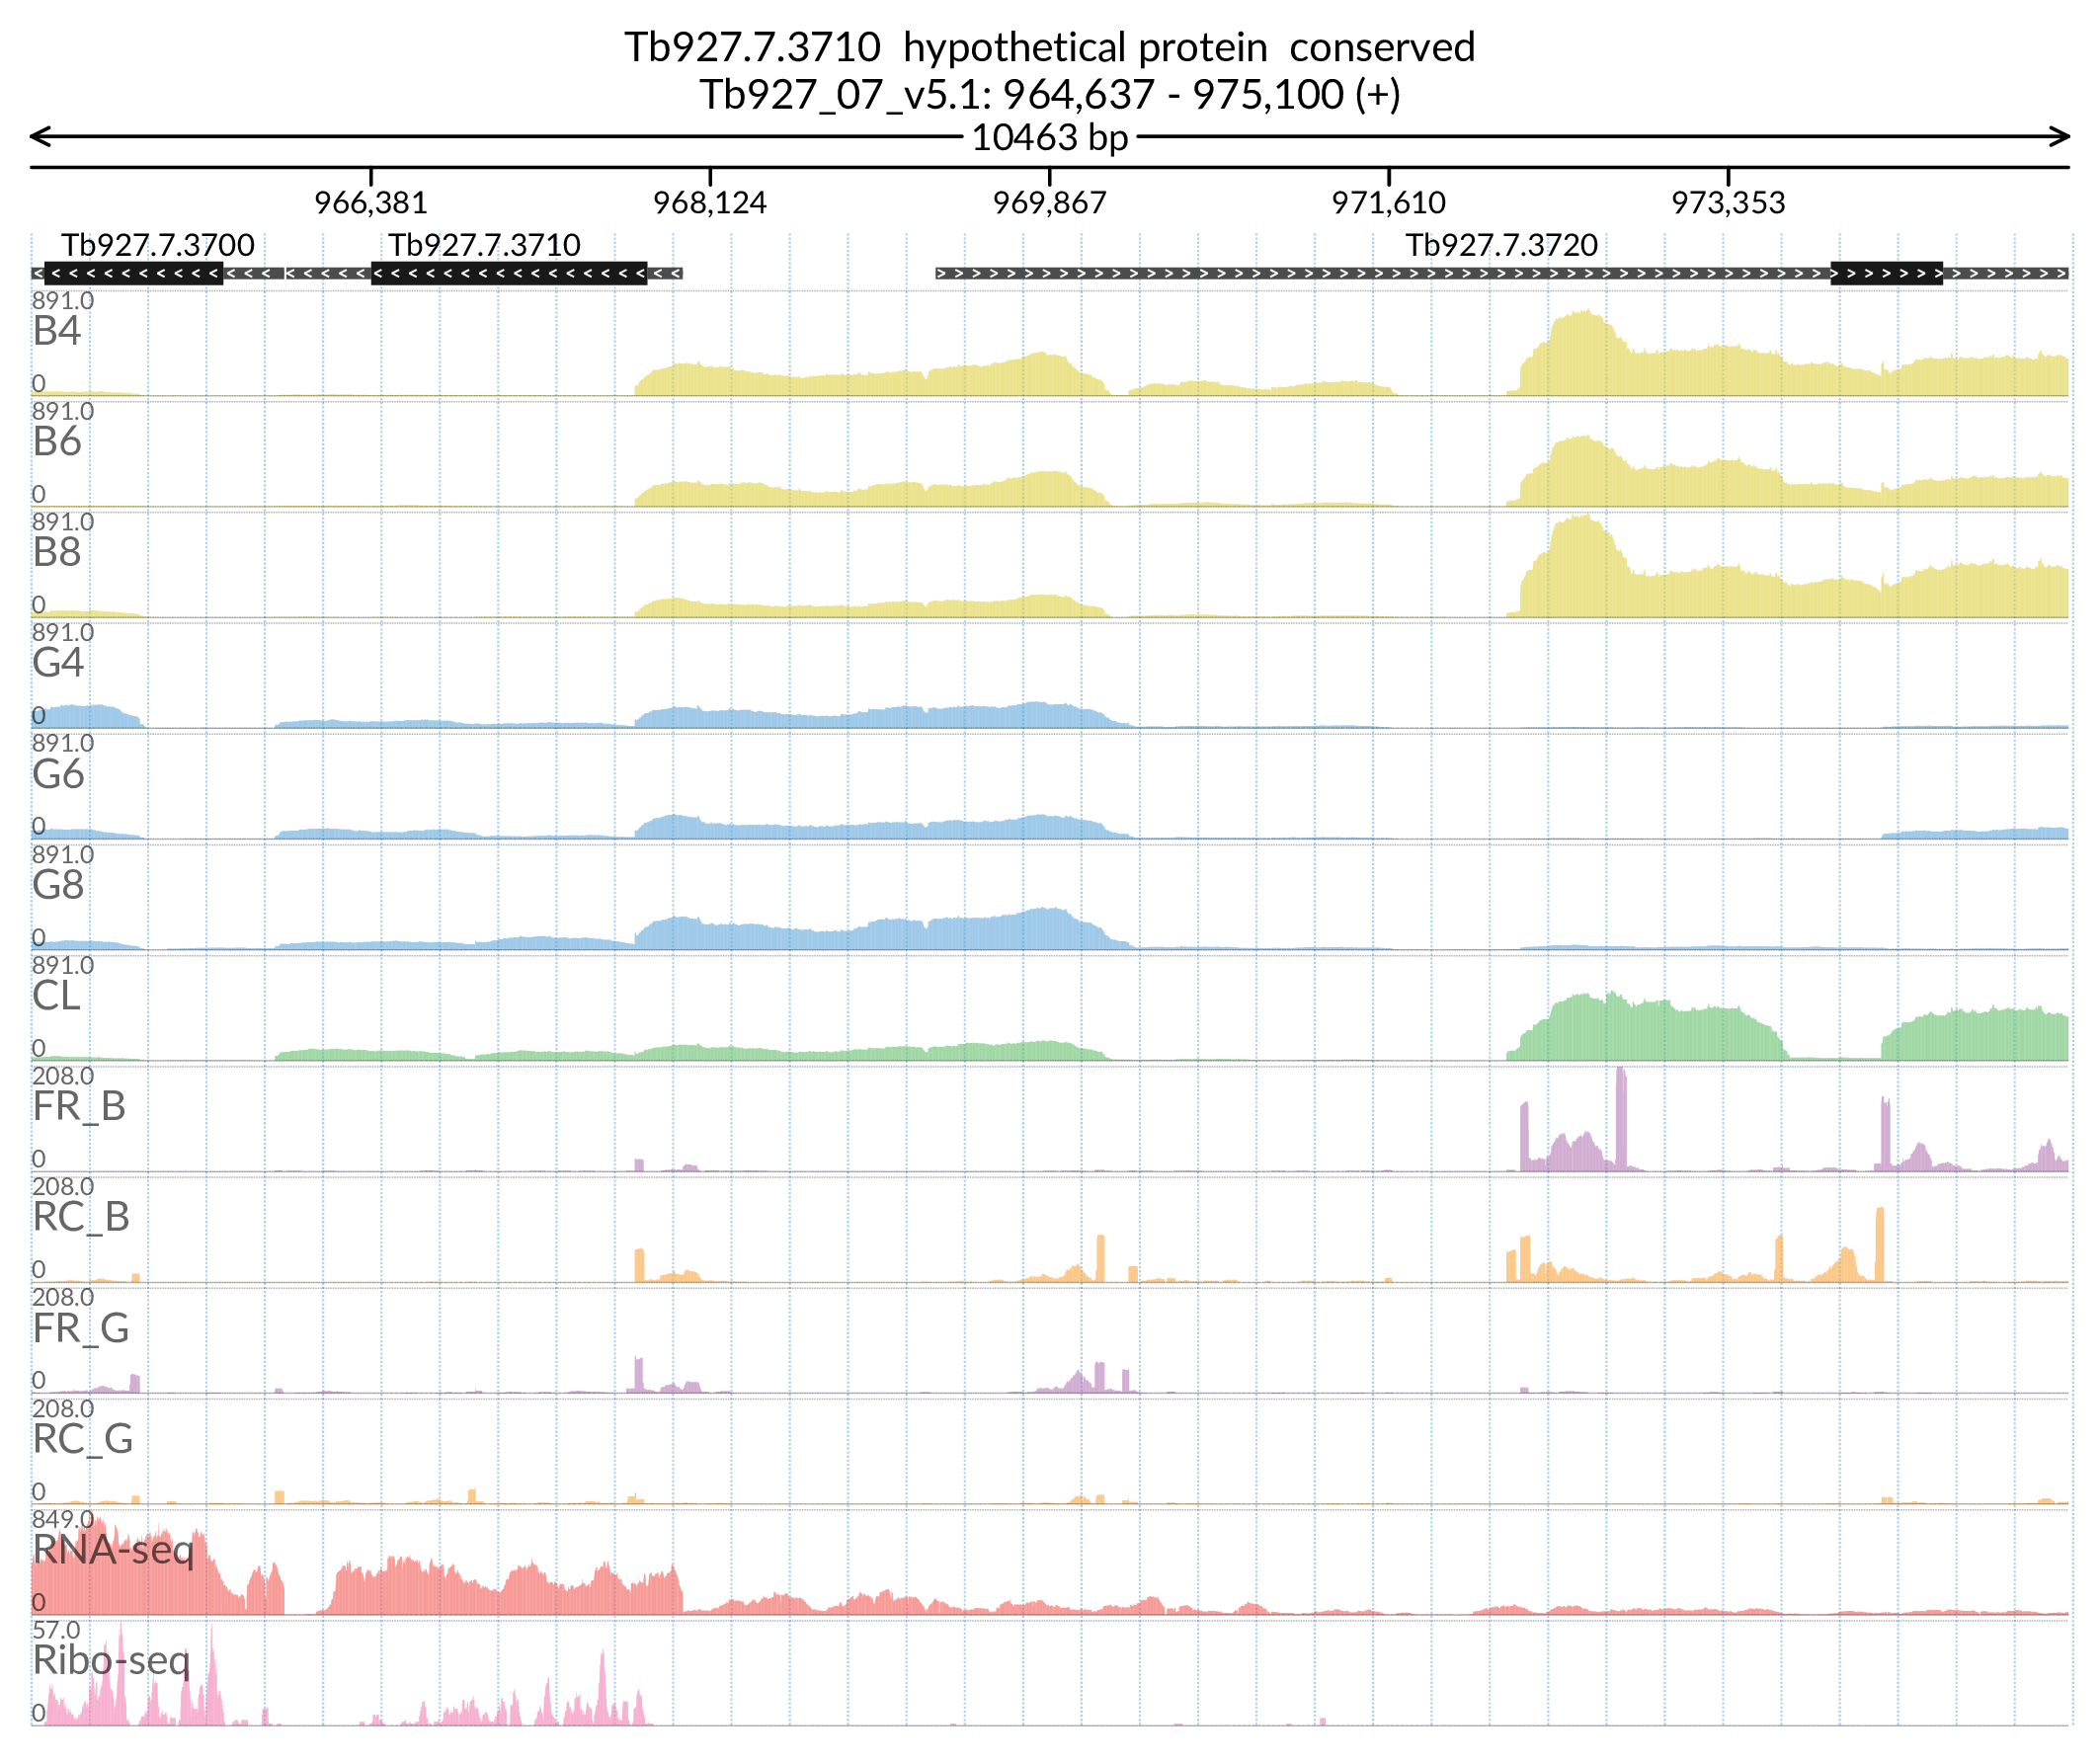 Tb927.7.3710 hypothetical protein conserved
Tb927_07_v5.1: 964,637 - 975,100 (+)
10463 bp
966,381 968,124 969,867 971,610 973,353
Tb927.7.3700 Tb927.7.3710 Tb927.7.3720
891.0
B4
0
891.0
B6
0
891.0
B8
0
891.0
G4
0
891.0
G6
0
891.0
G8
0
891.0
CL
0
208.0
FR_B
0
208.0
RC_B
0
208.0
FR_G
0
208.0
RC_G
0
849.0
RNA-seq
0
57.0
Ribo-seq
0